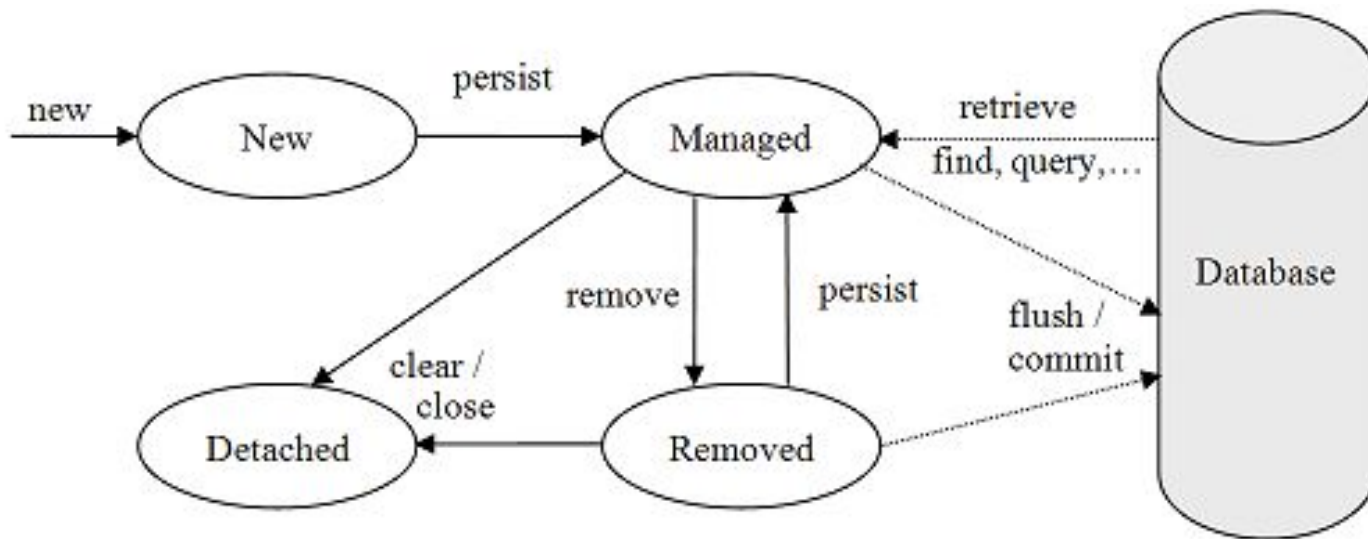 persist
new
New
Managed
retrieve
find, query,...
Database
remove
persist
flush /
commit
clear /
close
Detached
Removed